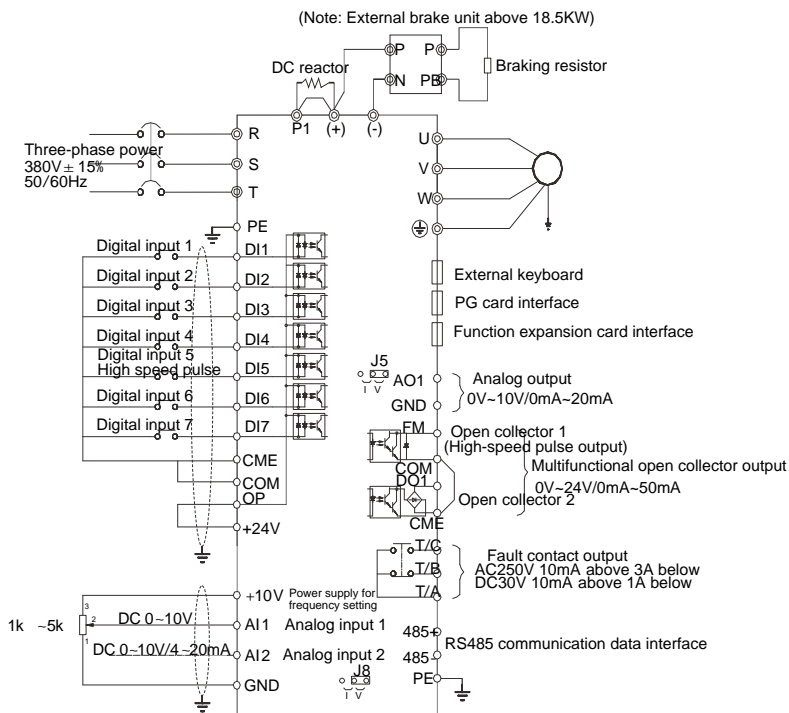 (Note: External brake unit above 18.5KW)
P P
DC reactor
N PB
Braking resistor
P1 (+) (-)
R
U
Three-phase power
380V± 15%
50/60Hz
S
V
T
W
PE
Digital input 1
DI1
Digital input 2
DI2
External keyboard
Digital input 3
DI3
PG card interface
Digital input 4
DI4
Function expansion card interface
Digital input 5
High speed pulse
DI5
J5
I V
AO1
Analog output
0V~10V/0mA~20mA
Digital input 6
DI6
GND
Digital input 7
DI7
FM
Open collector 1
(High-speed pulse output)
CME
COM
Multifunctional open collector output
0V~24V/0mA~50mA
COM
DO1
OP
Open collector 2
+24V
CME
T/C
Fault contact output
AC250V 10mA above 3A below
DC30V 10mA above 1A below
T/B
T/A
+10V
Power supply for
frequency setting
3
1k ~5k
2
DC 0~10V
AI1
Analog input 1
485+
1
RS485 communication data interface
DC 0~10V/4~20mA
AI2
Analog input 2
485-
GND
J8
I V
PE